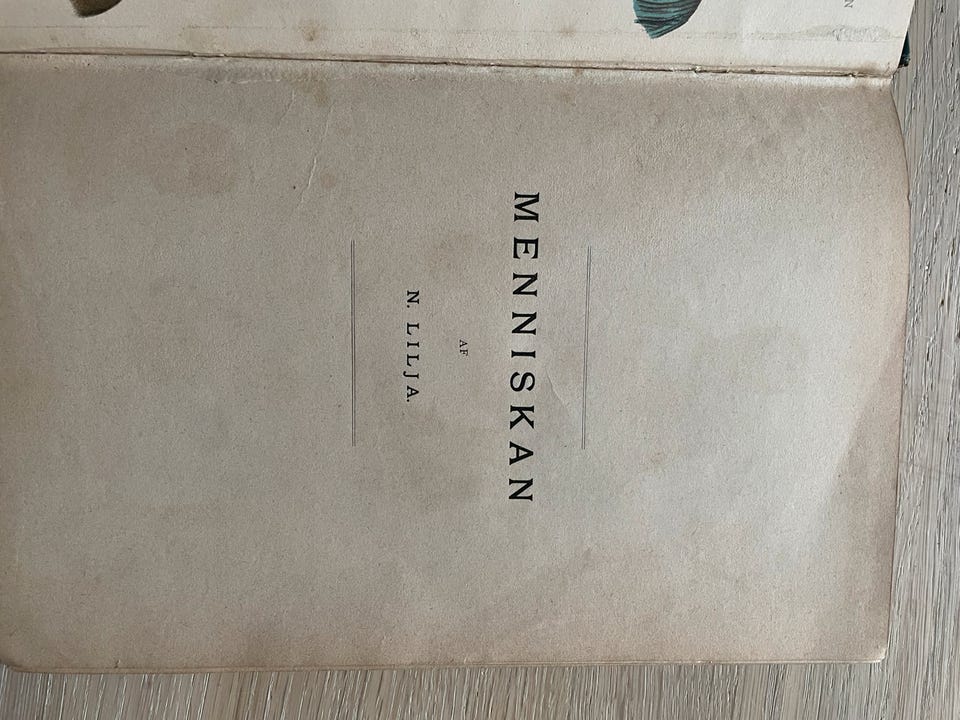 MENNISKAN
AF
N. LILJA.
N